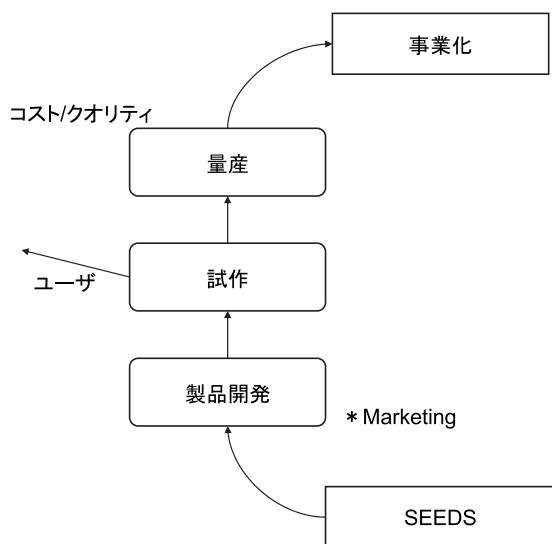 事業化
コスト/クオリティ
量産
試作
ユーザ
製品開発
* Marketing
SEEDS